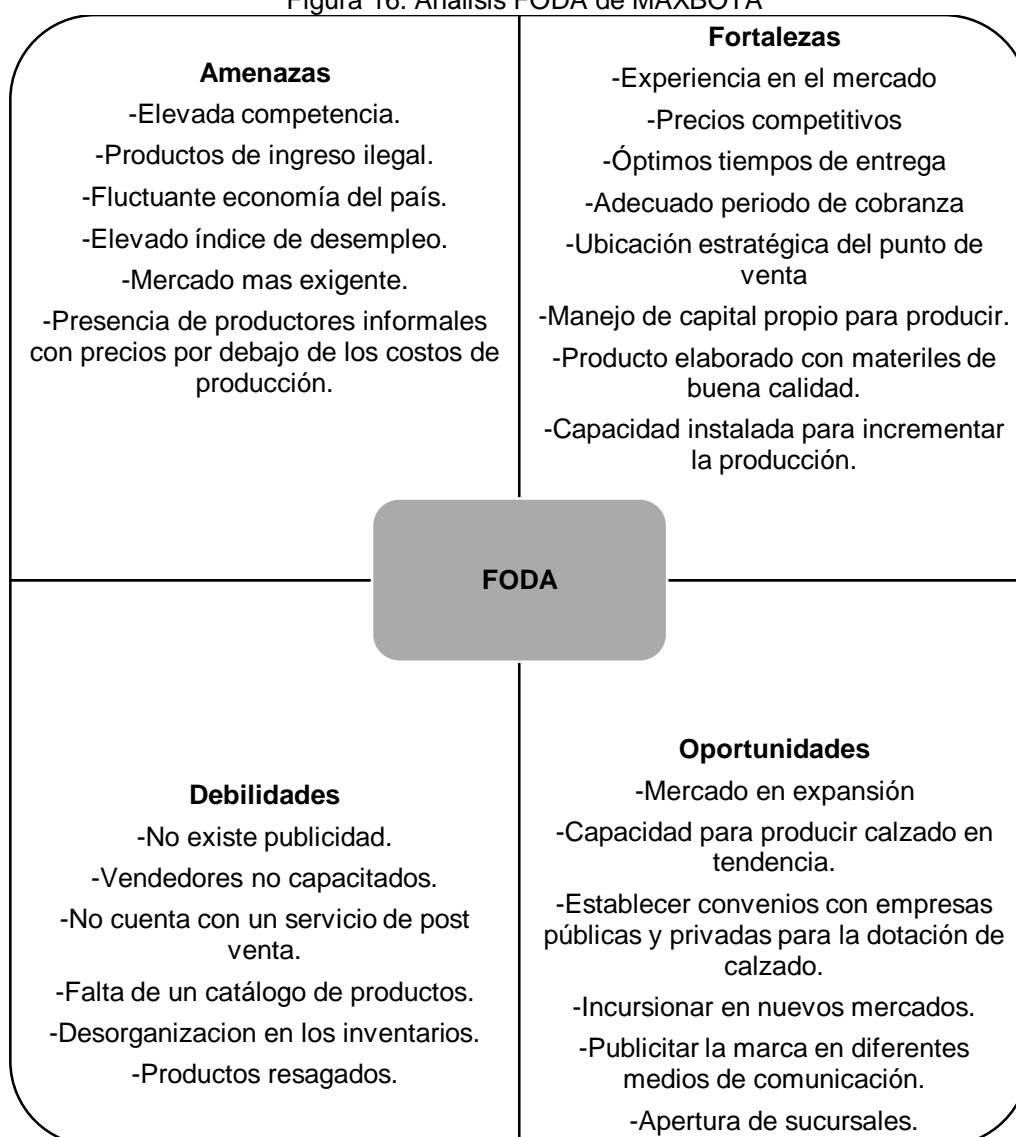 Figura 16. Análisis FODA de MAXBOTA
Amenazas
-Elevada competencia.
-Productos de ingreso ilegal.
-Fluctuante economía del país.
-Elevado índice de desempleo.
-Mercado mas exigente.
-Presencia de productores informales
con precios por debajo de los costos de
producción.
Fortalezas
-Experiencia en el mercado
-Precios competitivos
-Óptimos tiempos de entrega
-Adecuado periodo de cobranza
-Ubicación estratégica del punto de
venta
-Manejo de capital propio para producir.
-Producto elaborado con materiles de
buena calidad.
-Capacidad instalada para incrementar
la producción.
FODA
Debilidades
-No existe publicidad.
-Vendedores no capacitados.
-No cuenta con un servicio de post
venta.
-Falta de un catálogo de productos.
-Desorganizacion en los inventarios.
-Productos resagados.
Oportunidades
-Mercado en expansión
-Capacidad para producir calzado en
tendencia.
-Establecer convenios con empresas
públicas y privadas para la dotación de
calzado.
-Incursionar en nuevos mercados.
-Publicitar la marca en diferentes
medios de comunicación.
-Apertura de sucursales.